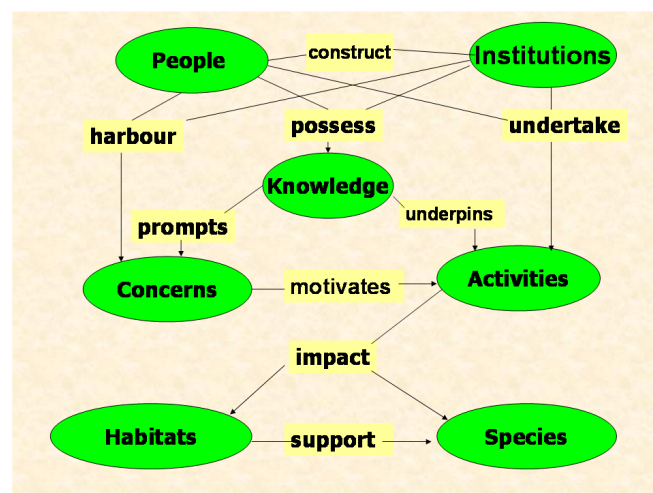 People
construct
Institutions
harbour
possess
undertake
Knowledge
underpins
prompts
Concerns
motivates
Activities
impact
Habitats
support
Species